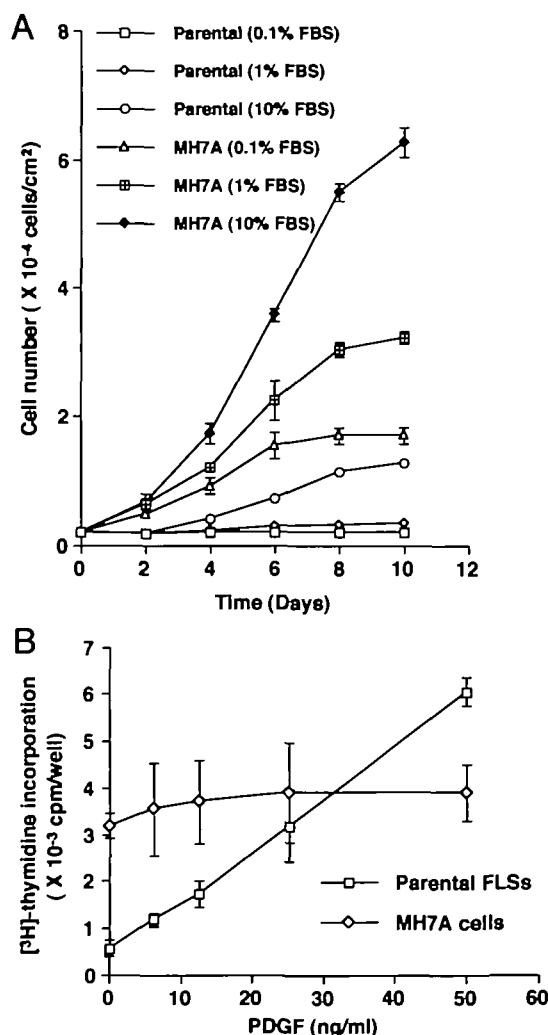 A
8
6
4
2
0
Cell number ( X 10⁻⁴ cells/cm²)
Parental (0.1% FBS)
Parental (1% FBS)
Parental (10% FBS)
MH7A (0.1% FBS)
MH7A (1% FBS)
MH7A (10% FBS)
0 2 4 6 8 10 12
Time (Days)
B
7
6
5
4
3
2
1
0
[³H]-thymidine incorporation
( X 10⁻³ cpm/well)
Parental FLSs
MH7A cells
0 10 20 30 40 50 60
PDGF (ng/ml)